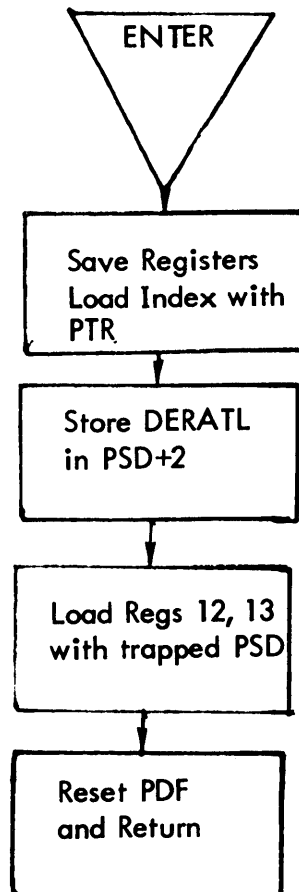 ENTER
Save Registers
Load Index with
PTR
Store DERATL
in PSD+2
Load Regs 12, 13
with trapped PSD
Reset PDF
and Return